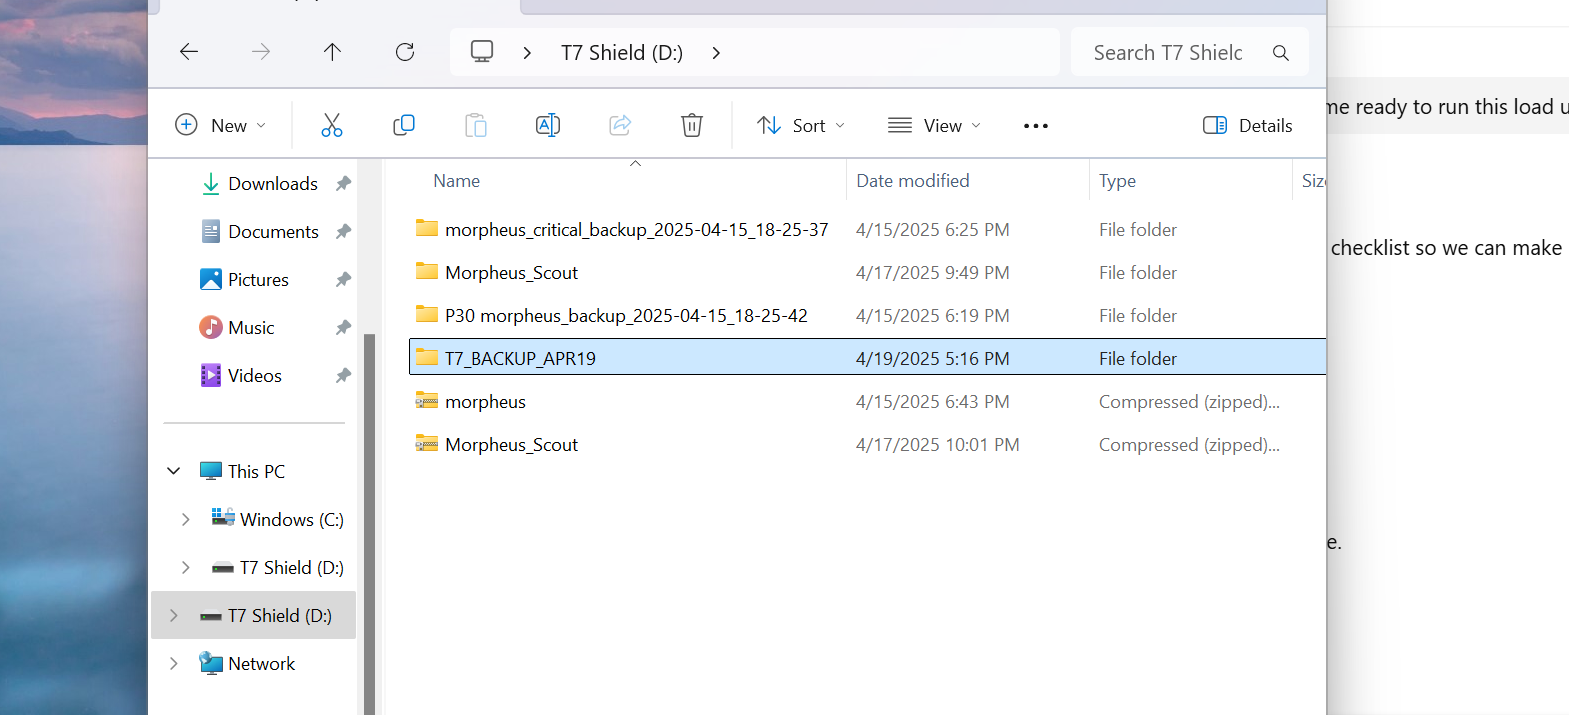 T7 Shield (D:)
Search T7 Shield
New
Sort
View
Details
me ready to run this load
Name
Date modified
Type
Size
Downloads
Documents
Pictures
Music
Videos
This PC
Windows (C:)
T7 Shield (D:)
T7 Shield (D:)
Network
morpheus_critical_backup_2025-04-15_18-25-37 4/15/2025 6:25 PM File folder
Morpheus_Scout 4/17/2025 9:49 PM File folder
P30 morpheus_backup_2025-04-15_18-25-42 4/15/2025 6:19 PM File folder
T7_BACKUP_APR19 4/19/2025 5:16 PM File folder
morpheus 4/15/2025 6:43 PM Compressed (zipped)...
Morpheus_Scout 4/17/2025 10:01 PM Compressed (zipped)...
checklist so we can make
e.